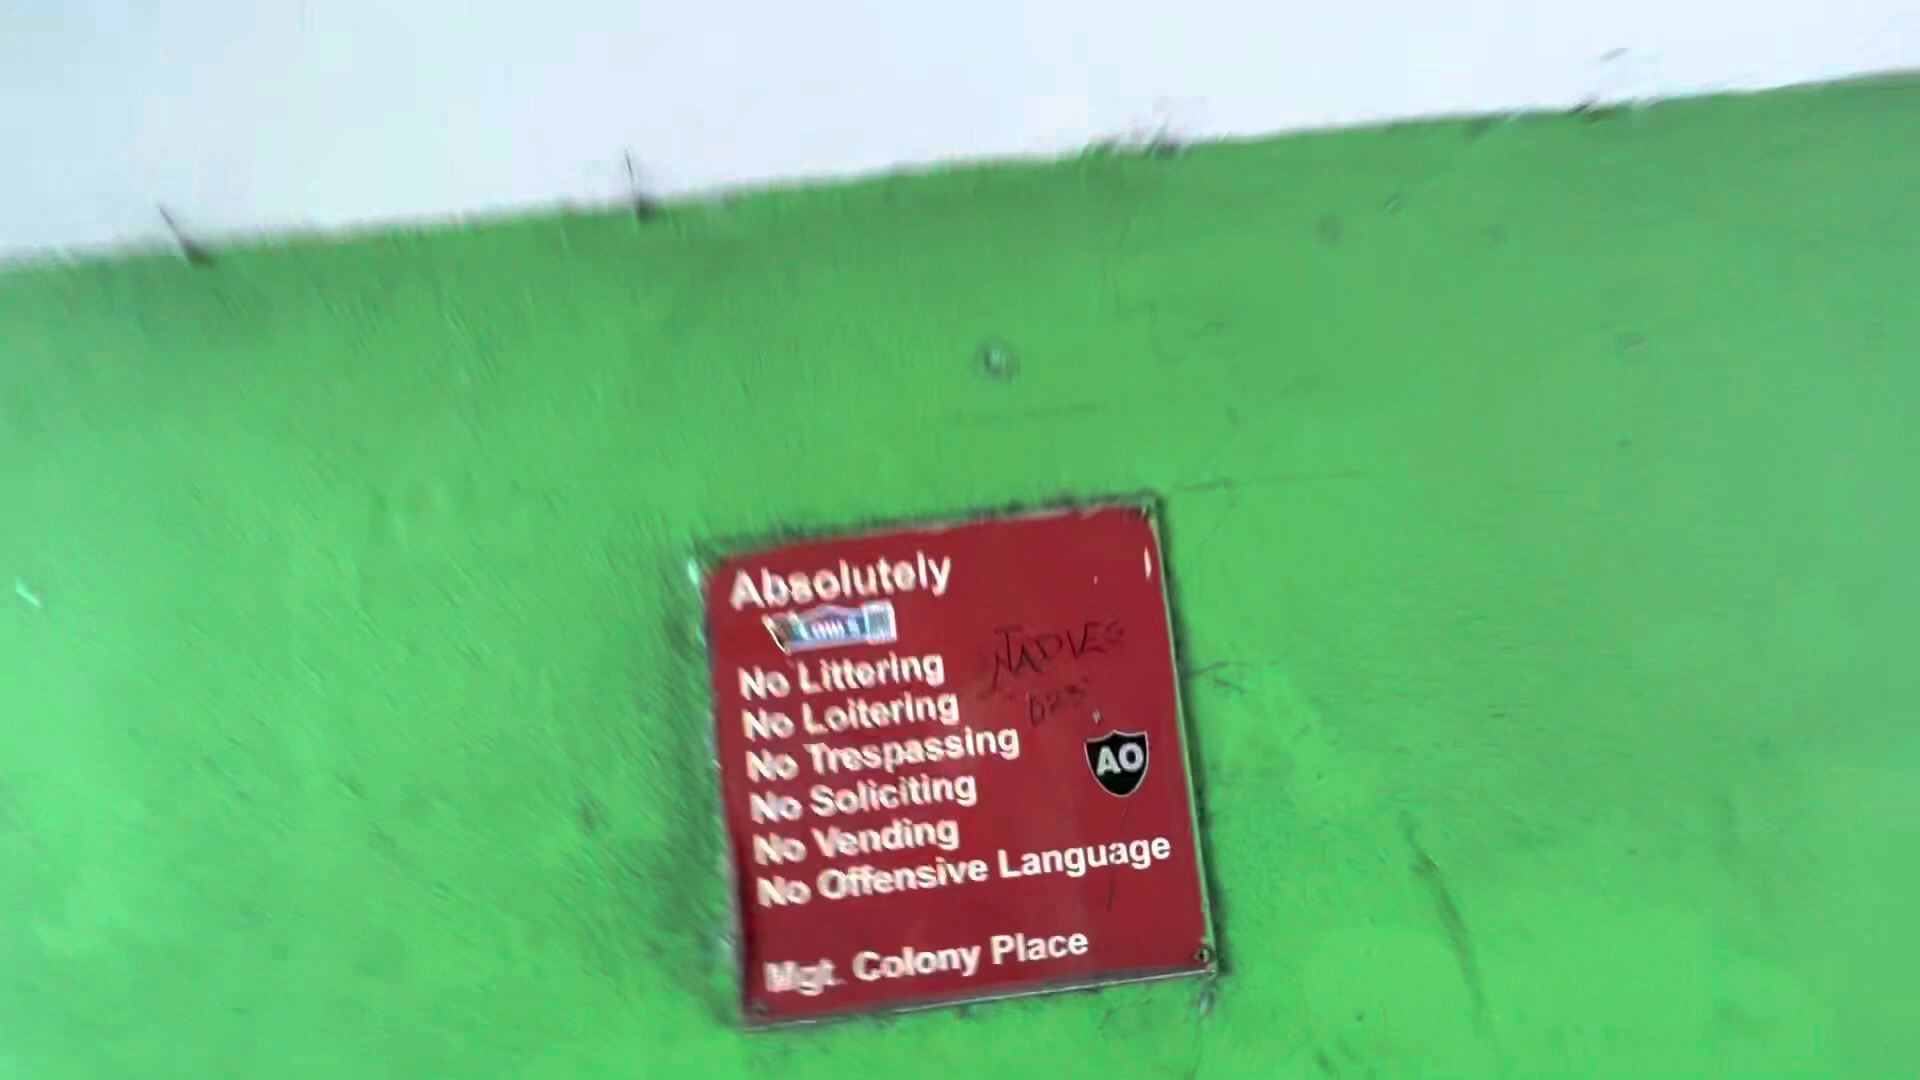 Absolutely
No Littering
No Loitering
No Trespassing
AO
No Soliciting
No Vending
No Offensive Language
Mgt. Colony Place